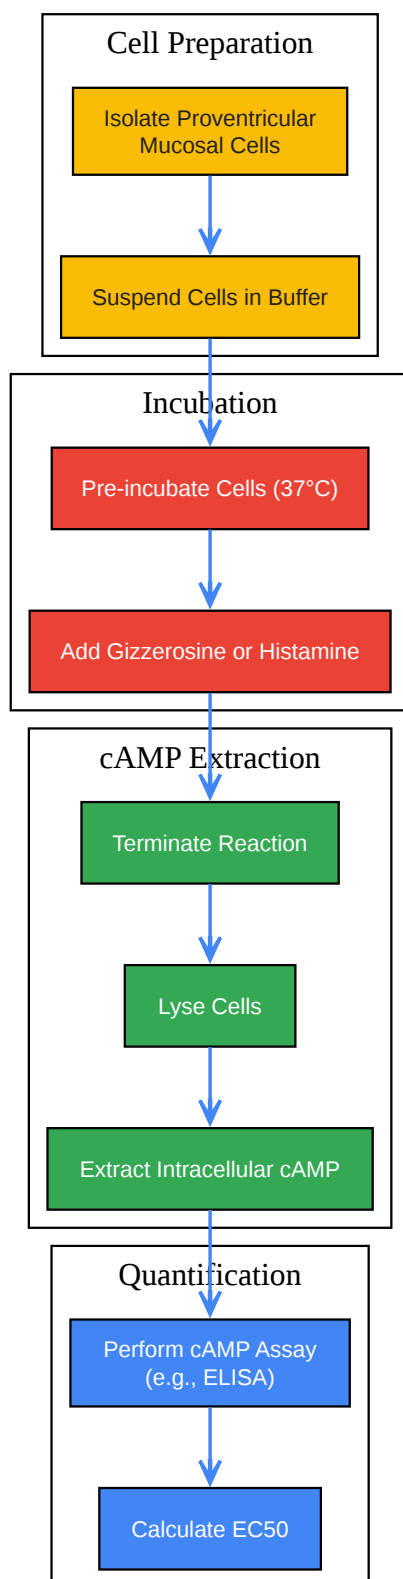 Cell Preparation
Isolate Proventricular
Mucosal Cells
Suspend Cells in Buffer
Incubation
Pre-incubate Cells (37°C)
Add Gizzerosine or Histamine
cAMP Extraction
Terminate Reaction
Lyse Cells
Extract Intracellular cAMP
Quantification
Perform cAMP Assay
(e.g., ELISA)
Calculate EC50